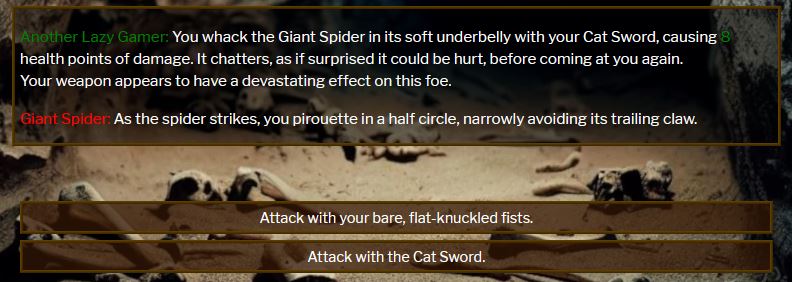 Another Lazy Gamer: You whack the Giant Spider in its soft underbelly with your Cat Sword, causing 8
health points of damage. It chatters, as if surprised it could be hurt, before coming at you again.
Your weapon appears to have a devastating effect on this foe.
Giant Spider: As the spider strikes, you pirouette in a half circle, narrowly avoiding its trailing claw.
Attack with your bare, flat-knuckled fists.
Attack with the Cat Sword.